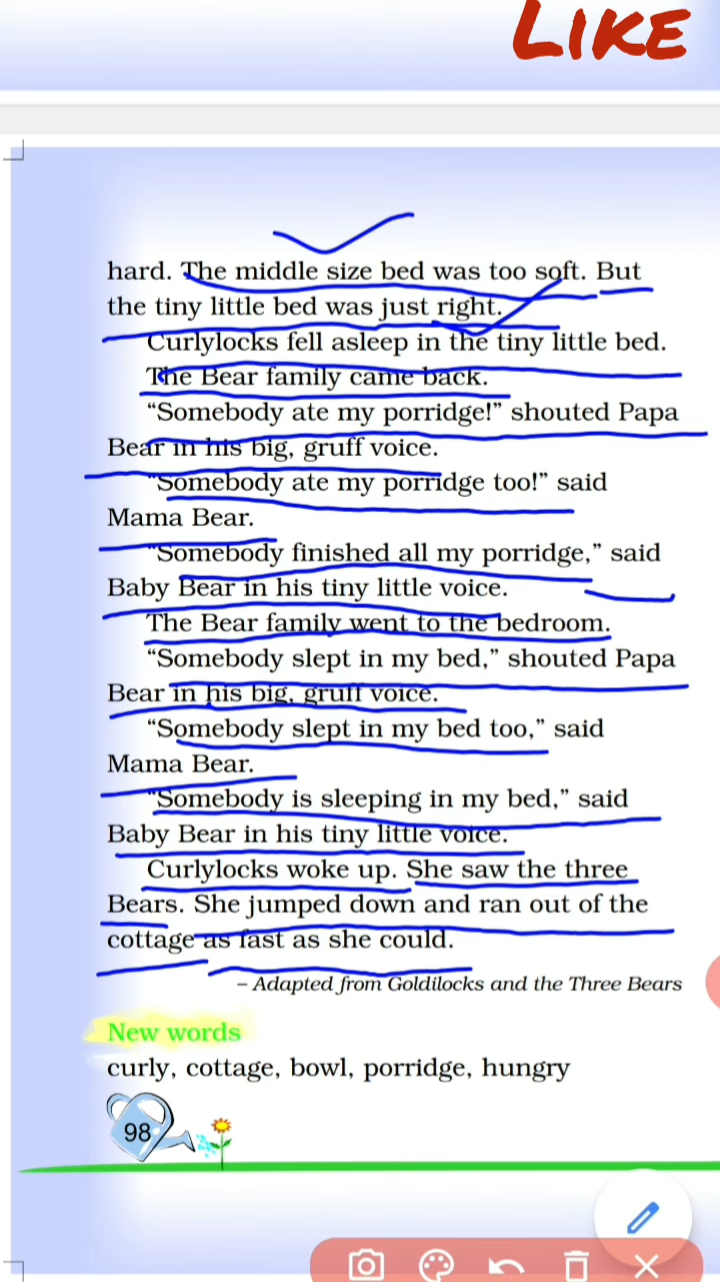 LIKE
hard. The middle size bed was too soft. But
the tiny little bed was just right.
Curlylocks fell asleep in the tiny little bed.
The Bear family came back.
“Somebody ate my porridge!” shouted Papa
Bear in his big, gruff voice.
“Somebody ate my porridge too!” said
Mama Bear.
“Somebody finished all my porridge,” said
Baby Bear in his tiny little voice.
The Bear family went to the bedroom.
“Somebody slept in my bed,” shouted Papa
Bear in his big, gruff voice.
“Somebody slept in my bed too,” said
Mama Bear.
“Somebody is sleeping in my bed,” said
Baby Bear in his tiny little voice.
Curlylocks woke up. She saw the three
Bears. She jumped down and ran out of the
cottage as fast as she could.
– Adapted from Goldilocks and the Three Bears
New words
curly, cottage, bowl, porridge, hungry
98